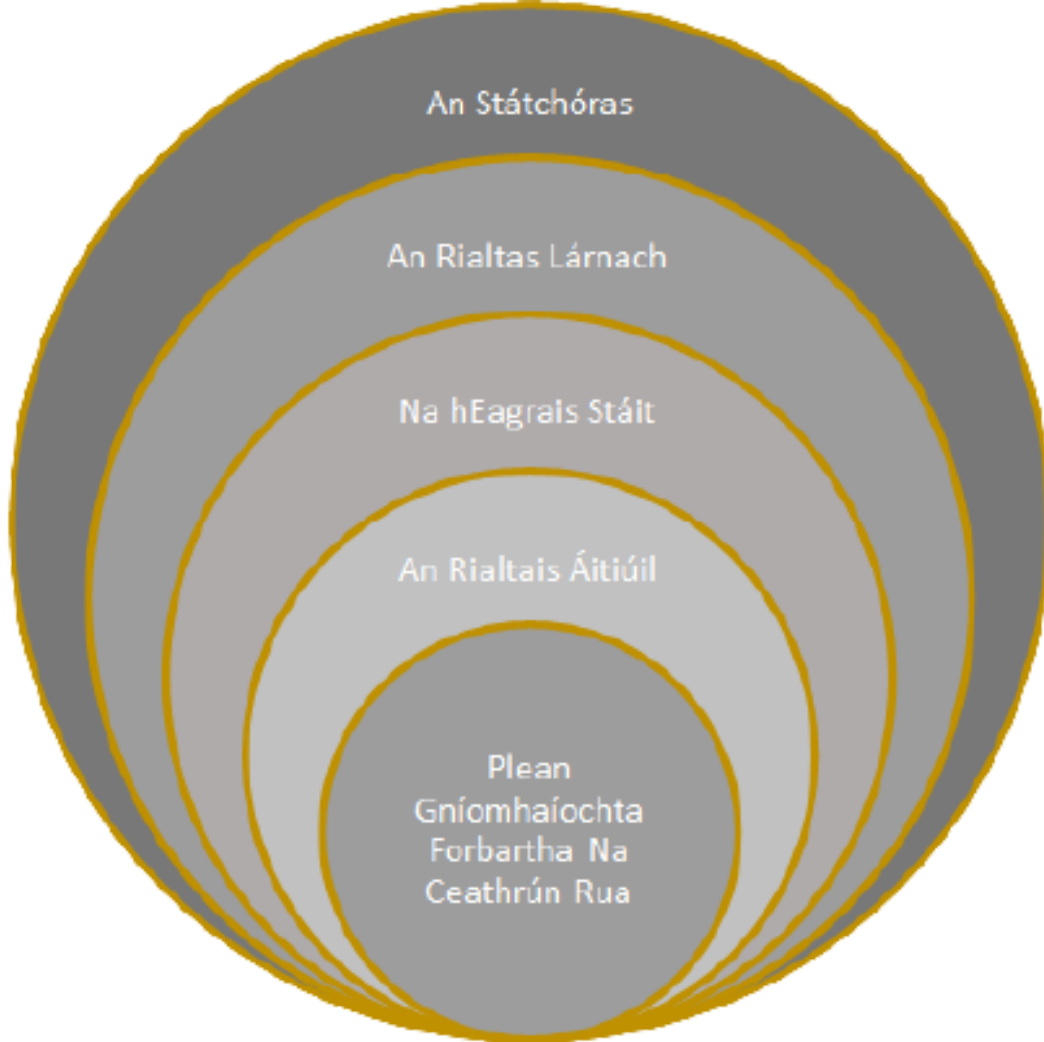 An Státchóras
An Rialtas Lárnach
Na hEagrais Stáit
An Rialtais Áitiúil
Plean
Gníomhaíochta
Forbartha Na
Ceathrún Rua